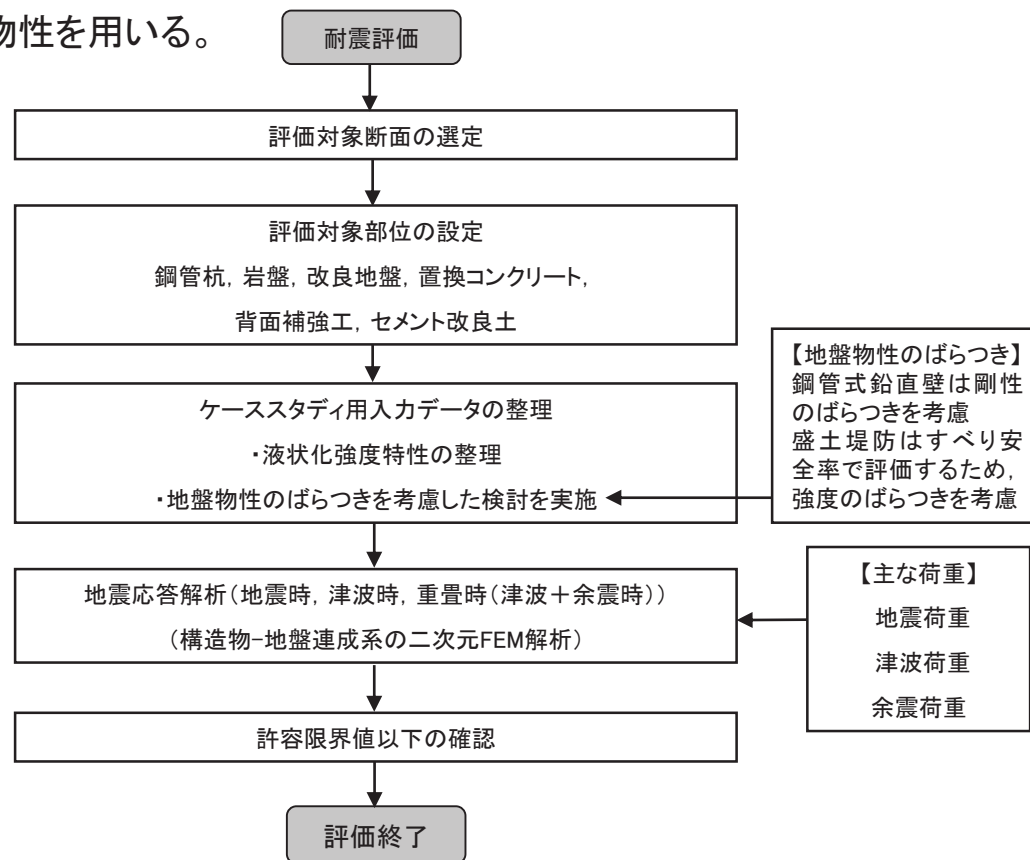 物性を用いる。
耐震評価
評価対象断面の選定
評価対象部位の設定
鋼管杭，岩盤，改良地盤，置換コンクリート，
背面補強工，セメント改良土
ケーススタディ用入力データの整理
・液状化強度特性の整理
・地盤物性のばらつきを考慮した検討を実施
【地盤物性のばらつき】
鋼管式鉛直壁は剛性
のばらつきを考慮
盛土堤防はすべり安
全率で評価するため，
強度のばらつきを考慮
地震応答解析（地震時，津波時，重畳時（津波＋余震時））
（構造物−地盤連成系の二次元FEM解析）
【主な荷重】
地震荷重
津波荷重
余震荷重
許容限界値以下の確認
評価終了